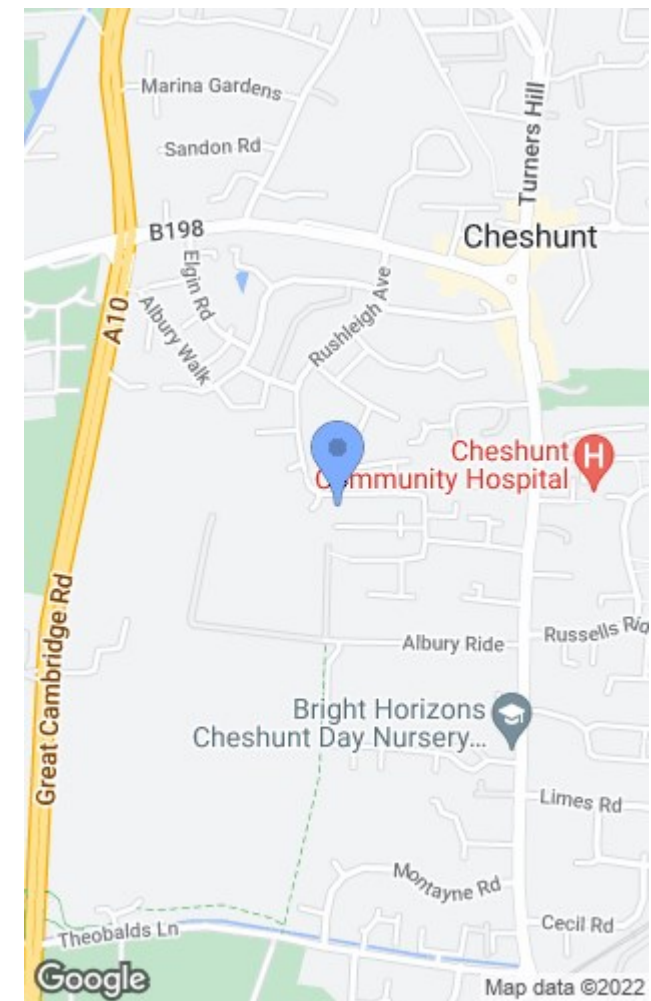 Marina Gardens
Sandon Rd
Turners Hill
B198
Cheshunt
Elgin Rd
A10
Albury Walk
Rushleigh Ave
Cheshunt
Community Hospital
H
Great Cambridge Rd
Albury Ride
Russells Rid
Bright Horizons
Cheshunt Day Nursery...
Limes Rd
Montayne Rd
Cecil Rd
Theobalds Ln
Google
Map data ©2022